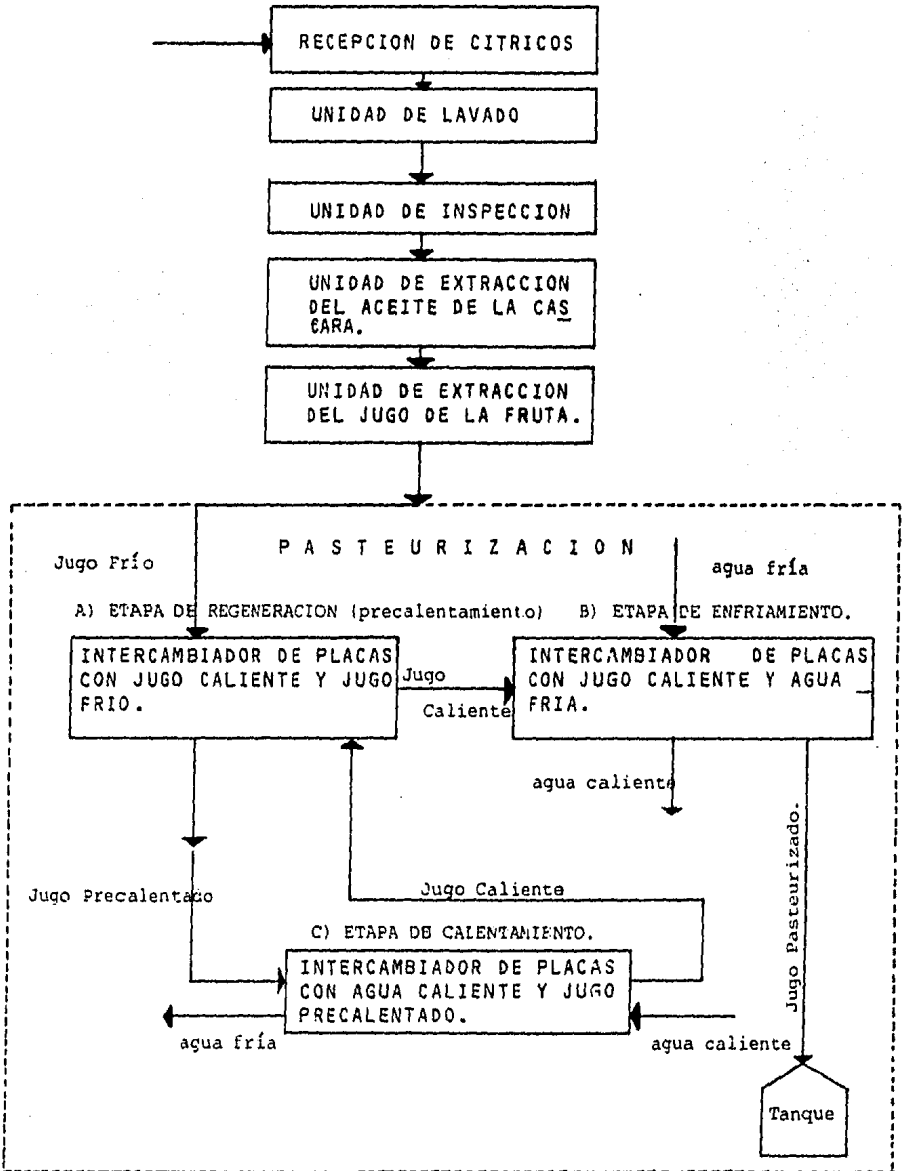 RECEPCION DE CITRICOS
UNIDAD DE LAVADO
UNIDAD DE INSPECCION
UNIDAD DE EXTRACCION
DEL ACEITE DE LA CAS
CARA.
UNIDAD DE EXTRACCION
DEL JUGO DE LA FRUTA.
P A S T E U R I Z A C I O N
Jugo Frío
agua fría
A) ETAPA DE REGENERACION (precalentamiento)
B) ETAPA DE ENFRIAMIENTO.
INTERCAMBIADOR DE PLACAS
CON JUGO CALIENTE Y JUGO
FRIO.
Jugo
Caliente
INTERCAMBIADOR DE PLACAS
CON JUGO CALIENTE Y AGUA
FRIA.
agua caliente
Jugo Pasteurizado.
Jugo Precalentado
Jugo Caliente
C) ETAPA DE CALENTAMIENTO.
INTERCAMBIADOR DE PLACAS
CON AGUA CALIENTE Y JUGO
PRECALENTADO.
agua fría
agua caliente
Tanque